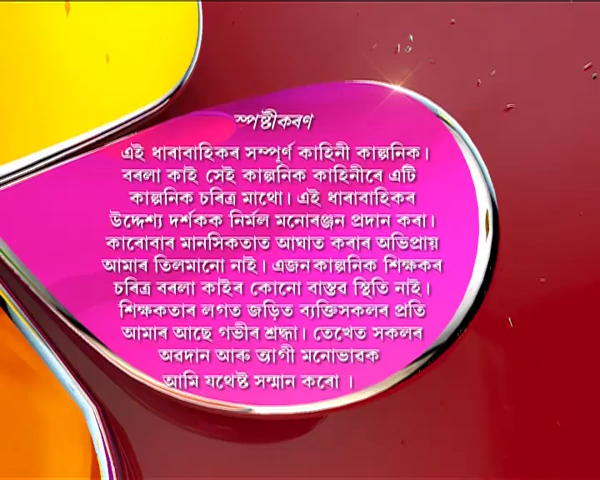 স্পষ্টীকৰণ
এই ধাৰাবাহিকৰ সম্পূৰ্ণ কাহিনী কাল্পনিক।
বৰলা কাই সেই কাল্পনিক কাহিনীৰে এটি
কাল্পনিক চৰিত্ৰ মাথো। এই ধাৰাবাহিকৰ
উদ্দেশ্য দৰ্শকক নিৰ্মল মনোৰঞ্জন প্ৰদান কৰা।
কাৰোবাৰ মানসিকতাত আঘাত কৰাৰ অভিপ্ৰায়
আমাৰ তিলমানো নাই। এজন কাল্পনিক শিক্ষকৰ
চৰিত্ৰ বৰলা কাইৰ কোনো বাস্তৱ স্থিতি নাই।
শিক্ষকতাৰ লগত জড়িত ব্যক্তিসকলৰ প্ৰতি
আমাৰ আছে গভীৰ শ্ৰদ্ধা। তেখেত সকলৰ
অৱদান আৰু ত্যাগী মনোভাৱক
আমি যথেষ্ট সন্মান কৰো ।